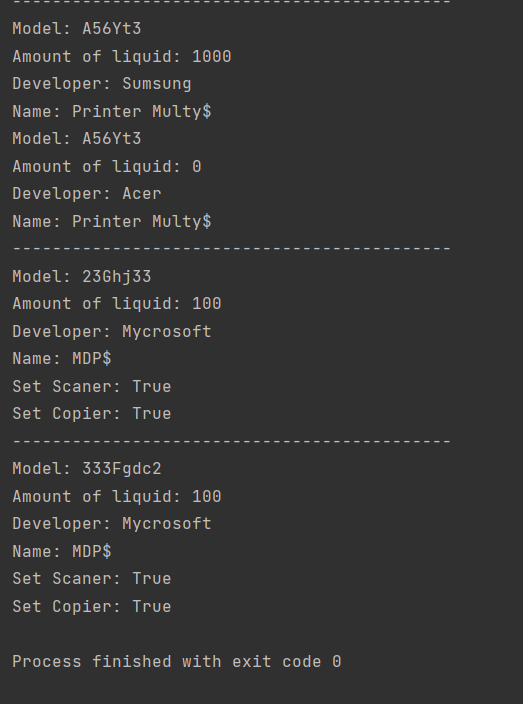 --------------------------------------------
Model: A56Yt3
Amount of liquid: 1000
Developer: Sumsung
Name: Printer Multy$
Model: A56Yt3
Amount of liquid: 0
Developer: Acer
Name: Printer Multy$
--------------------------------------------
Model: 23Ghj33
Amount of liquid: 100
Developer: Mycrosoft
Name: MDP$
Set Scaner: True
Set Copier: True
--------------------------------------------
Model: 333Fgdc2
Amount of liquid: 100
Developer: Mycrosoft
Name: MDP$
Set Scaner: True
Set Copier: True
Process finished with exit code 0